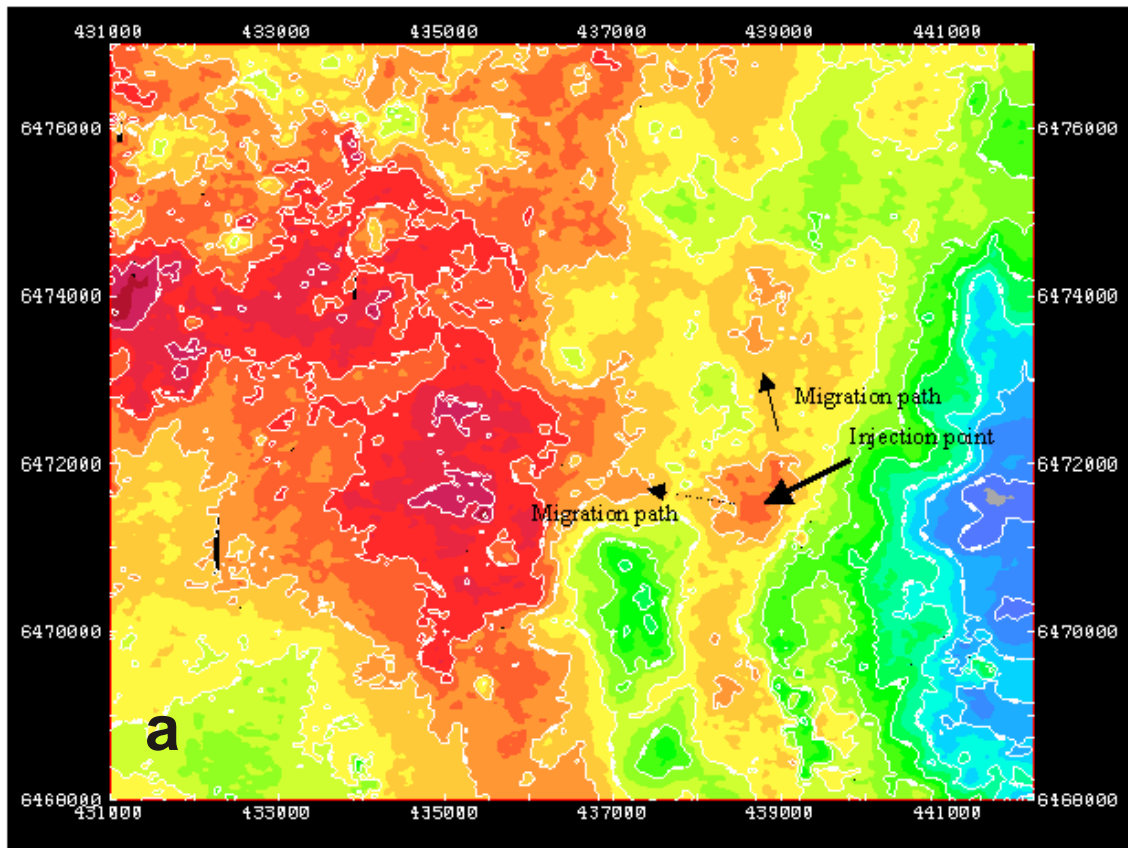 431000 433000 435000 437000 439000 441000
6476000 6476000
6474000 6474000
Migration path
Injection point
6472000 6472000
Migration path
6470000 6470000
a
6468000 6468000
431000 433000 435000 437000 439000 441000